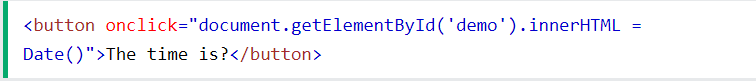 <button onclick="document.getElementById('demo').innerHTML =
Date()">The time is?</button>